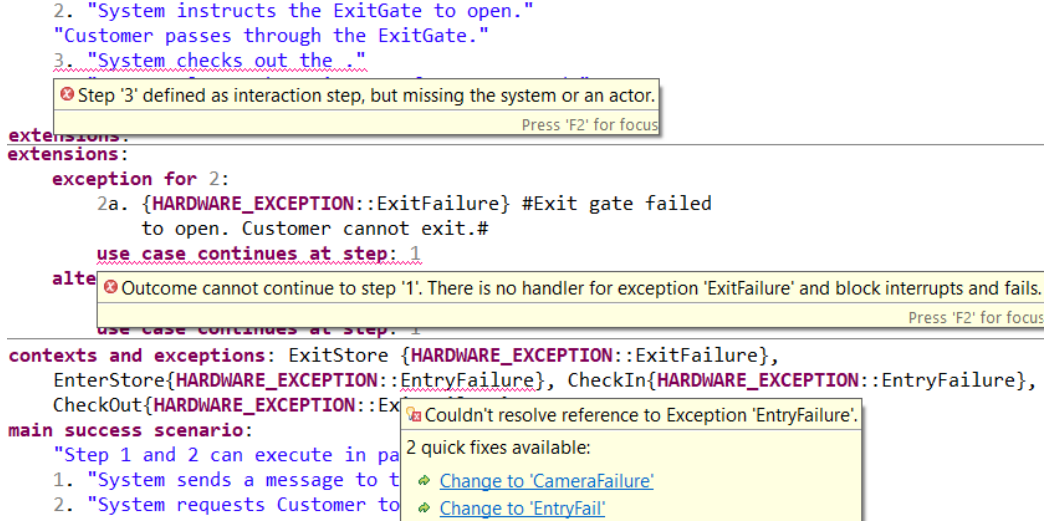 2. "System instructs the ExitGate to open."
"Customer passes through the ExitGate."
3. "System checks out the ."
Step '3' defined as interaction step, but missing the system or an actor.
Press 'F2' for focus
extensions:
extensions:
exception for 2:
2a. {HARDWARE_EXCEPTION::ExitFailure} #Exit gate failed
to open. Customer cannot exit.#
use case continues at step: 1
alte
Outcome cannot continue to step '1'. There is no handler for exception 'ExitFailure' and block interrupts and fails.
Press 'F2' for focus
use case continues at step: 1
contexts and exceptions: ExitStore {HARDWARE_EXCEPTION::ExitFailure},
EnterStore{HARDWARE_EXCEPTION::EntryFailure}, CheckIn{HARDWARE_EXCEPTION::EntryFailure},
CheckOut{HARDWARE_EXCEPTION::Ex
Couldn't resolve reference to Exception 'EntryFailure'.
main success scenario:
2 quick fixes available:
"Step 1 and 2 can execute in pa
1. "System sends a message to t
Change to 'CameraFailure'
2. "System requests Customer to
Change to 'EntryFail'